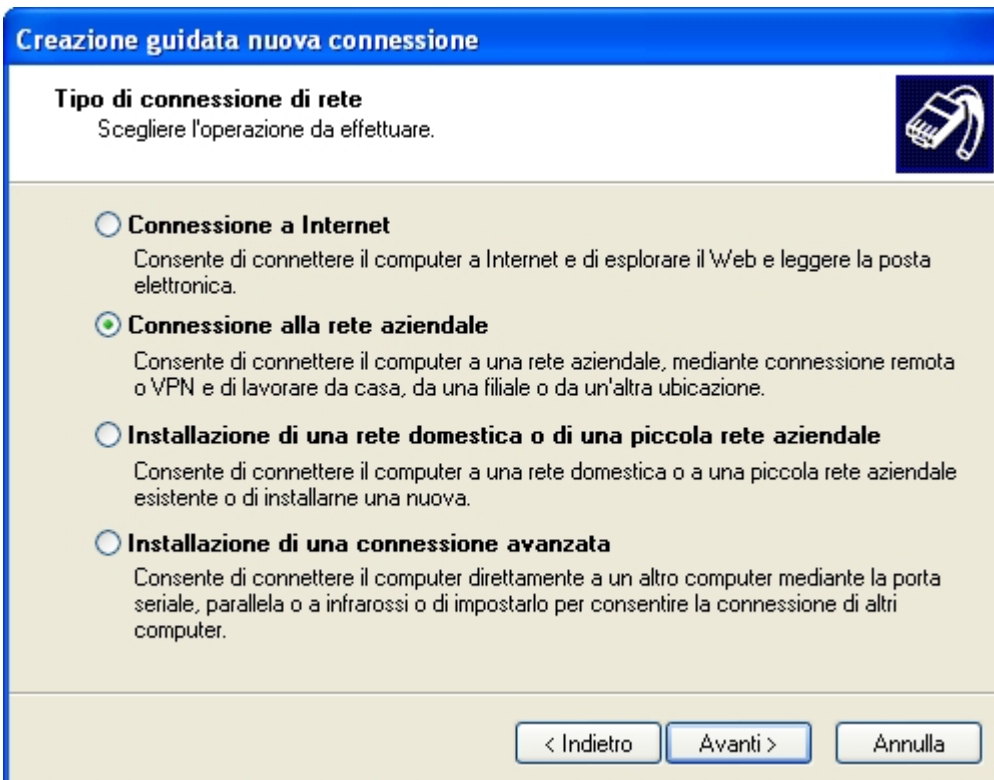 Creazione guidata nuova connessione
Tipo di connessione di rete
Scegliere l'operazione da effettuare.
Connessione a Internet
Consente di connettere il computer a Internet e di esplorare il Web e leggere la posta
elettronica.
Connessione alla rete aziendale
Consente di connettere il computer a una rete aziendale, mediante connessione remota
o VPN e di lavorare da casa, da una filiale o da un'altra ubicazione.
Installazione di una rete domestica o di una piccola rete aziendale
Consente di connettere il computer a una rete domestica o a una piccola rete aziendale
esistente o di installarne una nuova.
Installazione di una connessione avanzata
Consente di connettere il computer direttamente a un altro computer mediante la porta
seriale, parallela o a infrarossi o di impostarlo per consentire la connessione di altri
computer.
< Indietro Avanti > Annulla